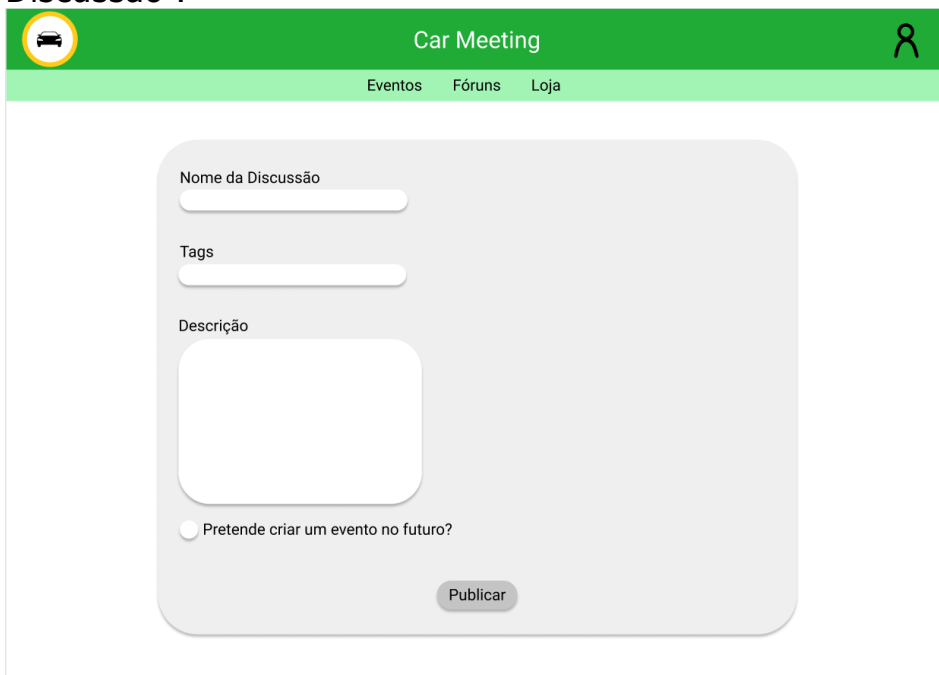 Car Meeting
Eventos Fóruns Loja
Nome da Discussão
Tags
Descrição
Pretende criar um evento no futuro?
Publicar